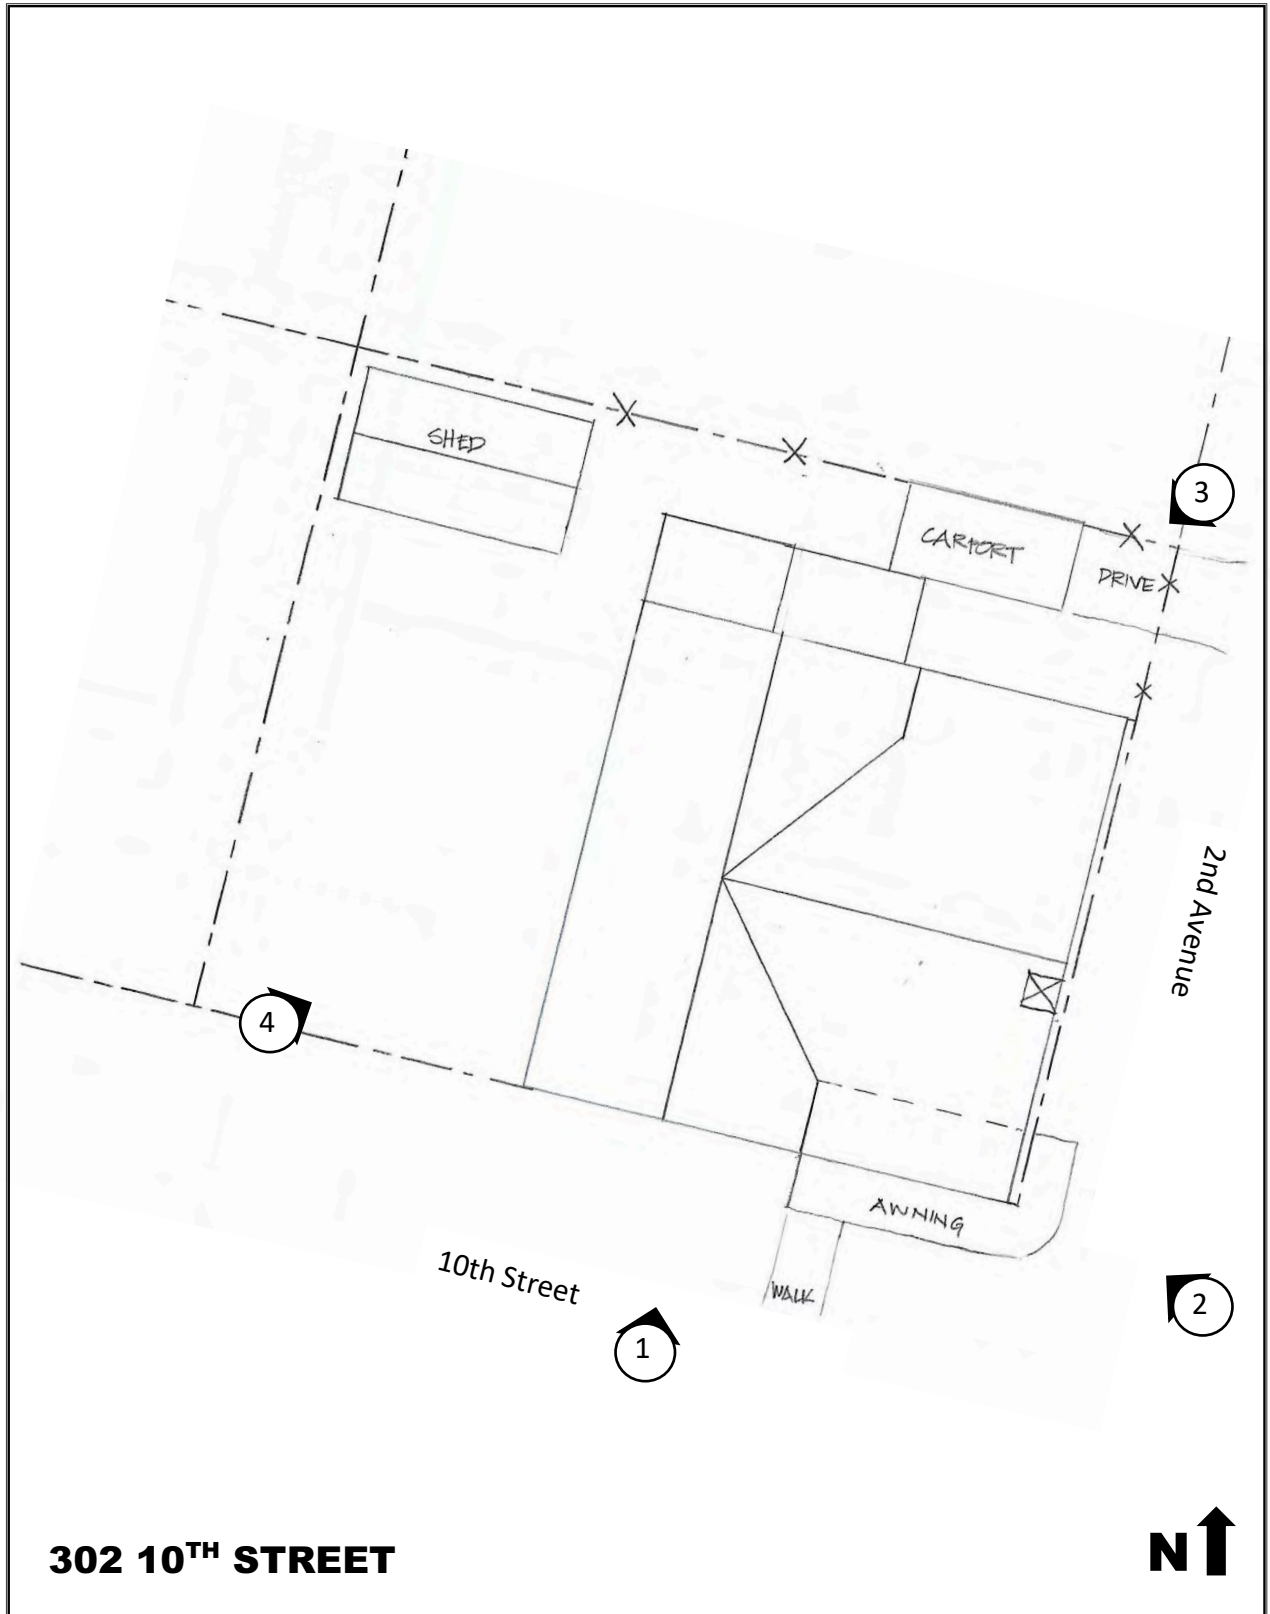 SHED
3
CARPORT
DRIVE
2nd Avenue
4
AWNING
10th Street
WALK
2
1
302 10TH STREET
N